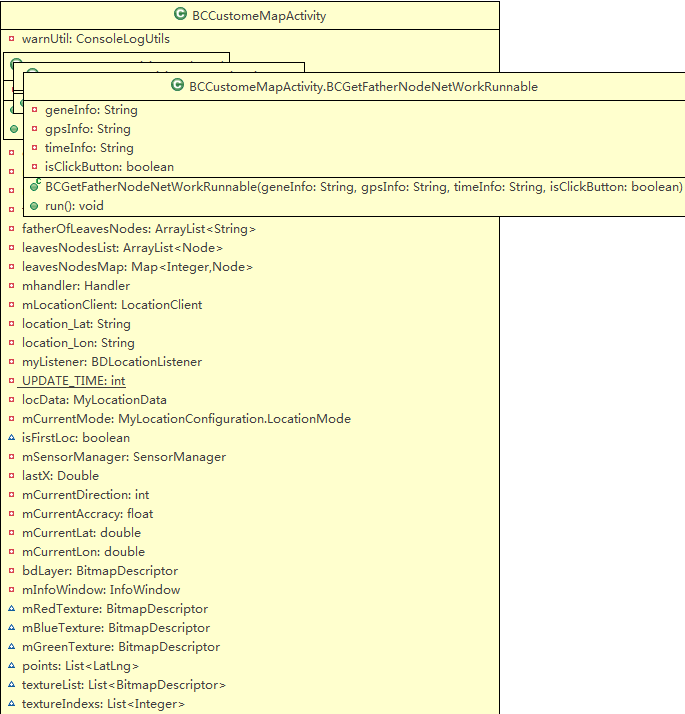 BCCustomeMapActivity
warnUtil: ConsoleLogUtils
BCCustomeMapActivity.BCGetFatherNodeNetWorkRunnable
geneInfo: String
gpsInfo: String
timeInfo: String
isClickButton: boolean
BCGetFatherNodeNetWorkRunnable(geneInfo: String, gpsInfo: String, timeInfo: String, isClickButton: boolean)
run(): void
fatherOfLeavesNodes: ArrayList<String>
leavesNodesList: ArrayList<Node>
leavesNodesMap: Map<Integer,Node>
mhandler: Handler
mLocationClient: LocationClient
location_Lat: String
location_Lon: String
myListener: BDLocationListener
UPDATE_TIME: int
locData: MyLocationData
mCurrentMode: MyLocationConfiguration.LocationMode
isFirstLoc: boolean
mSensorManager: SensorManager
lastX: Double
mCurrentDirection: int
mCurrentAccracy: float
mCurrentLat: double
mCurrentLon: double
bdLayer: BitmapDescriptor
mInfoWindow: InfoWindow
mRedTexture: BitmapDescriptor
mBlueTexture: BitmapDescriptor
mGreenTexture: BitmapDescriptor
points: List<LatLng>
textureList: List<BitmapDescriptor>
textureIndexs: List<Integer>